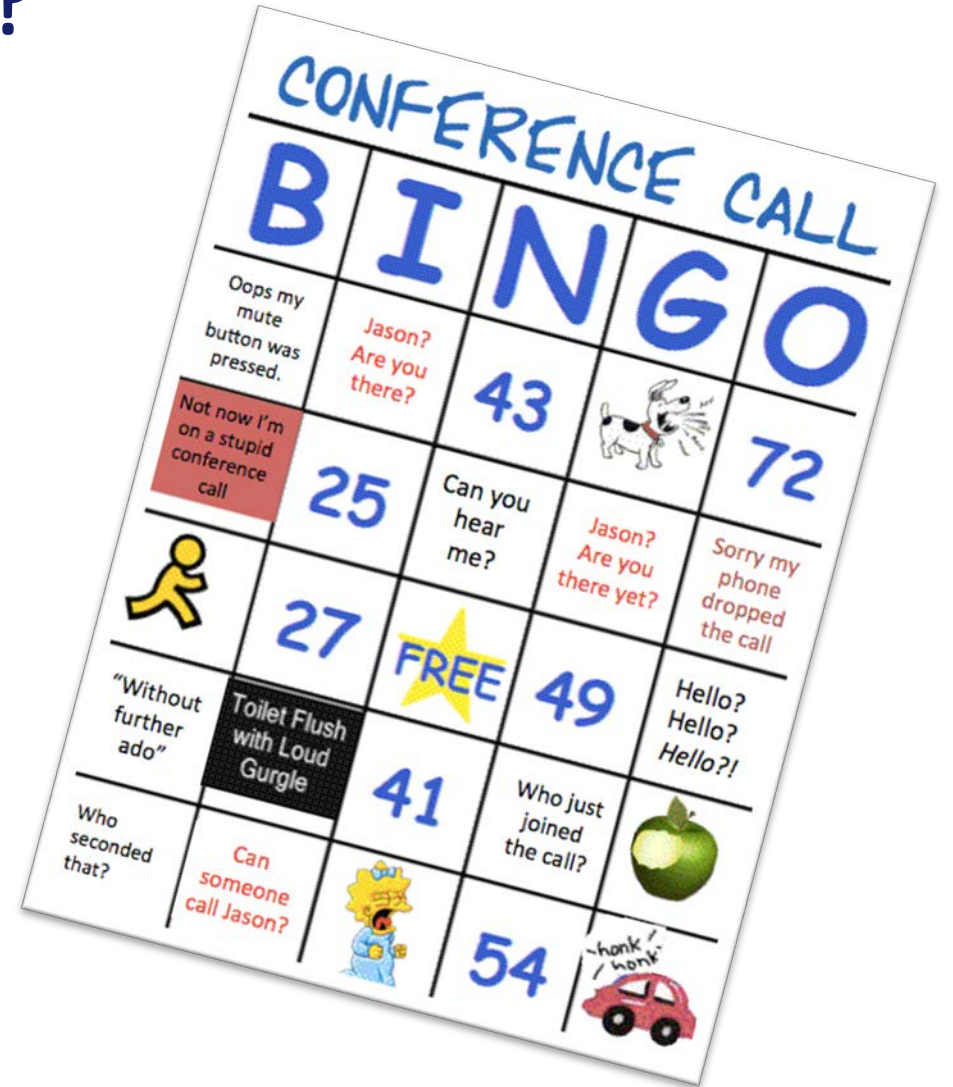 ?
CONFERENCE CALL
B I N G O
Oops my
mute
button was
pressed.
Jason?
Are you
there?
43
72
Not now I'm
on a stupid
conference
call
25
Can you
hear
me?
Jason?
Are you
there yet?
Sorry my
phone
dropped
the call
27
FREE
49
Hello?
Hello?
Hello?!
"Without
further
ado"
Toilet Flush
with Loud
Gurgle
41
Who just
joined
the call?
Who
seconded
that?
Can
someone
call Jason?
54
honk
honk